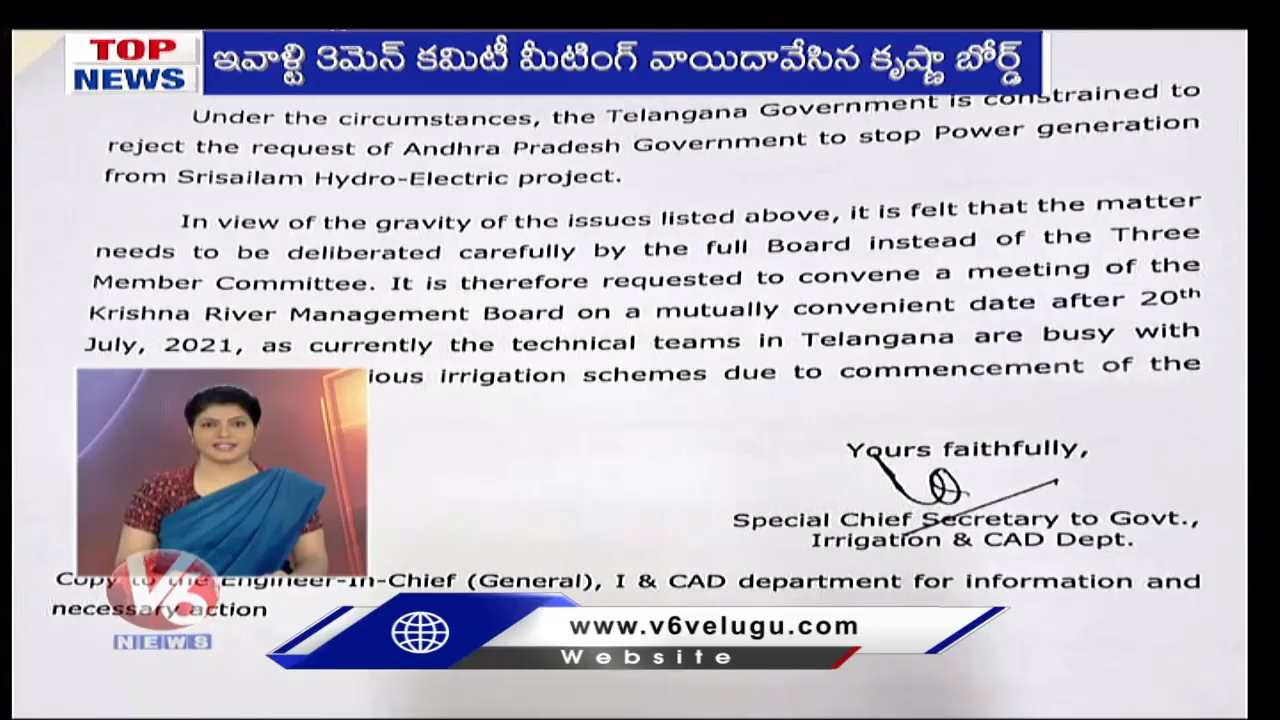 TOP
NEWS
ఇవాళ్టి 3మెన్ కమిటీ మీటింగ్ వాయిదావేసిన కృష్ణా బోర్డ్
Under the circumstances, the Telangana Government is constrained to
reject the request of Andhra Pradesh Government to stop Power generation
from Srisailam Hydro-Electric project.
In view of the gravity of the issues listed above, it is felt that the matter
needs to be deliberated carefully by the full Board instead of the Three
Member Committee. It is therefore requested to convene a meeting of the
Krishna River Management Board on a mutually convenient date after 20th
July, 2021, as currently the technical teams in Telangana are busy with
irrigation schemes due to commencement of the
Yours faithfully,
Special Chief Secretary to Govt.,
Irrigation & CAD Dept.
Copy to the Engineer-In-Chief (General), I & CAD department for information and
necessary action
V6
NEWS
www.v6velugu.com
Website